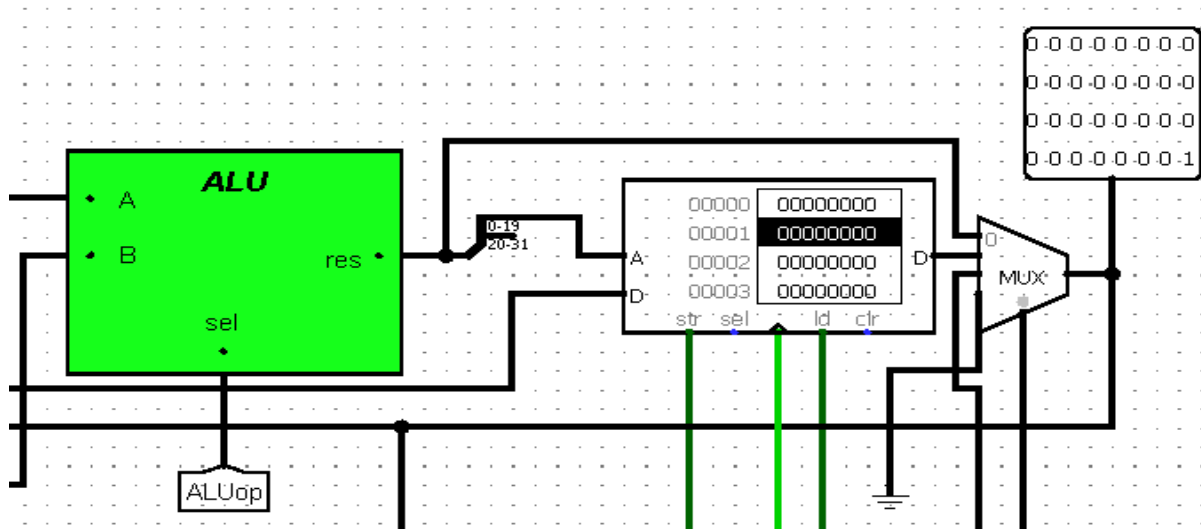 0 0 0 0 0 0 0 0
0 0 0 0 0 0 0 0
0 0 0 0 0 0 0 0
0 0 0 0 0 0 0 1
ALU
A
B
res
sel
ALUop
0-19
20-31
A
D
00000 00000000
00001 00000000
00002 00000000
00003 00000000
D
str sel ld clr
0
MUX